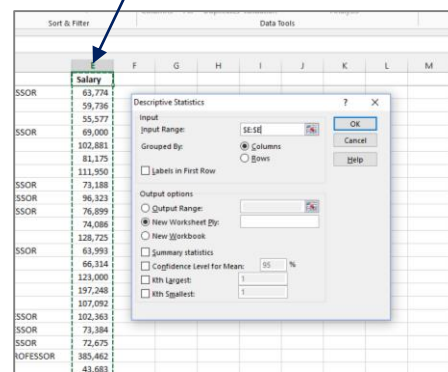 Sort & Filter
Data Tools
E F G H I J K L M
Salary
SSOR 63,774
59,736
55,577
SSOR 69,000
102,881
81,175
111,950
SSOR 73,188
SSOR 96,323
SSOR 76,899
74,086
128,725
SSOR 63,993
66,314
123,000
197,248
107,092
ESSOR 102,363
SSOR 73,384
SSOR 72,675
ROFESSOR 385,462
43,683
Descriptive Statistics ? ×
Input
Input Range: $E:$E
Grouped By: Columns
Rows
Labels in First Row
Output options
Output Range:
New Worksheet Ply:
New Workbook
Summary statistics
Confidence Level for Mean: 95 %
Kth Largest: 1
Kth Smallest: 1
OK
Cancel
Help